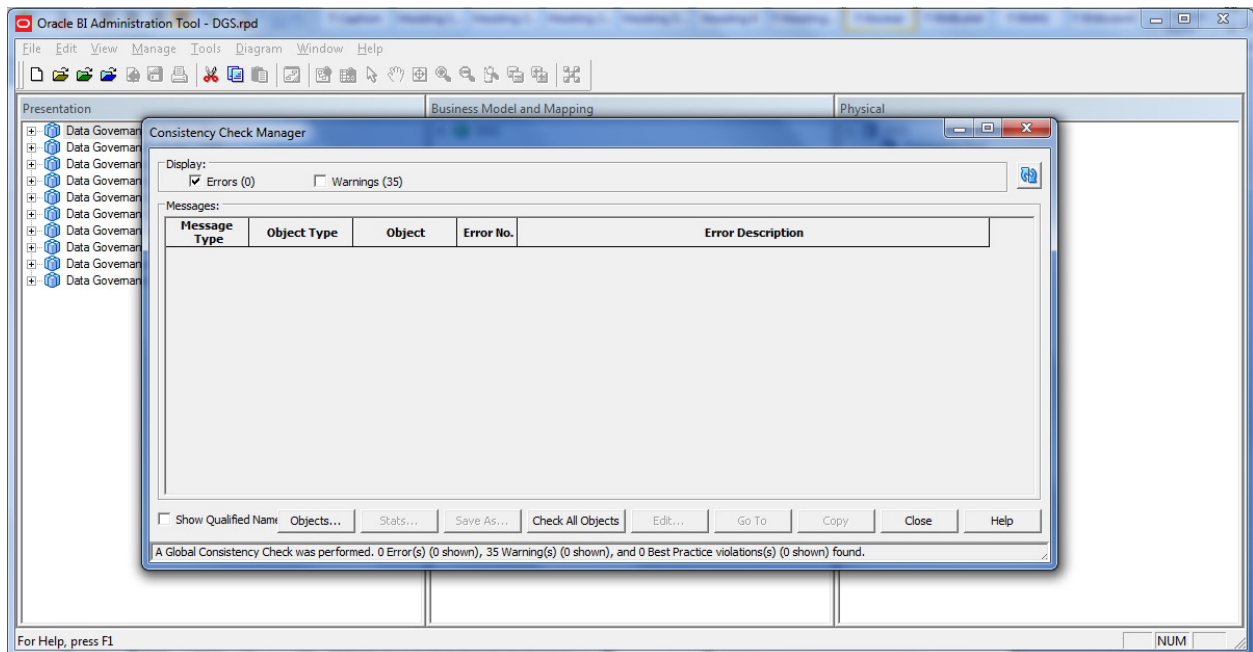 Oracle BI Administration Tool - DGS.rpd
File Edit View Manage Tools Diagram Window Help
Presentation
Business Model and Mapping
Physical
Data Governan
Data Governan
Data Governan
Data Governan
Data Governan
Data Governan
Data Governan
Data Governan
Data Governan
Data Governan
Consistency Check Manager
Display:
Errors (0) Warnings (35)
Messages:
Message Type Object Type Object Error No. Error Description
Show Qualified Name Objects... Stats... Save As... Check All Objects Edit... Go To Copy Close Help
A Global Consistency Check was performed. 0 Error(s) (0 shown), 35 Warning(s) (0 shown), and 0 Best Practice violations(s) (0 shown) found.
For Help, press F1
NUM